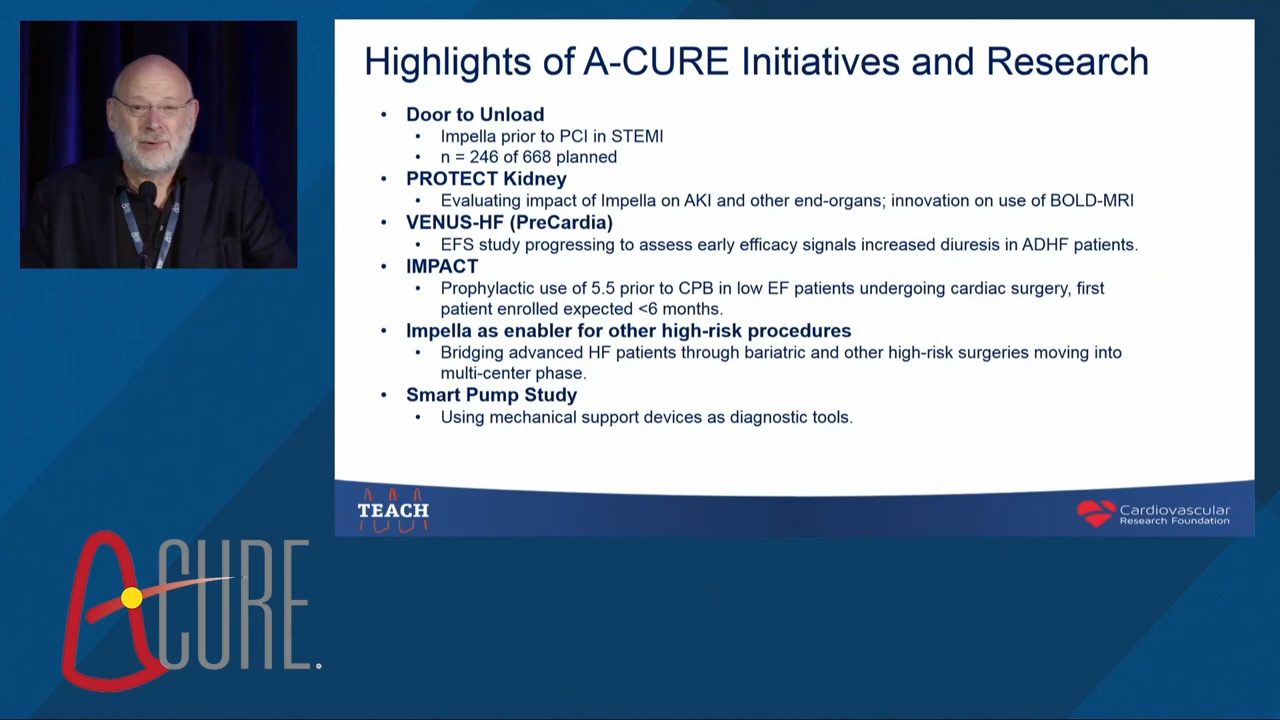 Highlights of A-CURE Initiatives and Research
• Door to Unload
• Impella prior to PCI in STEMI
• n = 246 of 668 planned
• PROTECT Kidney
• Evaluating impact of Impella on AKI and other end-organs; innovation on use of BOLD-MRI
• VENUS-HF (PreCardia)
• EFS study progressing to assess early efficacy signals increased diuresis in ADHF patients.
• IMPACT
• Prophylactic use of 5.5 prior to CPB in low EF patients undergoing cardiac surgery, first
patient enrolled expected <6 months.
• Impella as enabler for other high-risk procedures
• Bridging advanced HF patients through bariatric and other high-risk surgeries moving into
multi-center phase.
• Smart Pump Study
• Using mechanical support devices as diagnostic tools.
TEACH
Cardiovascular
Research Foundation
A-CURE®